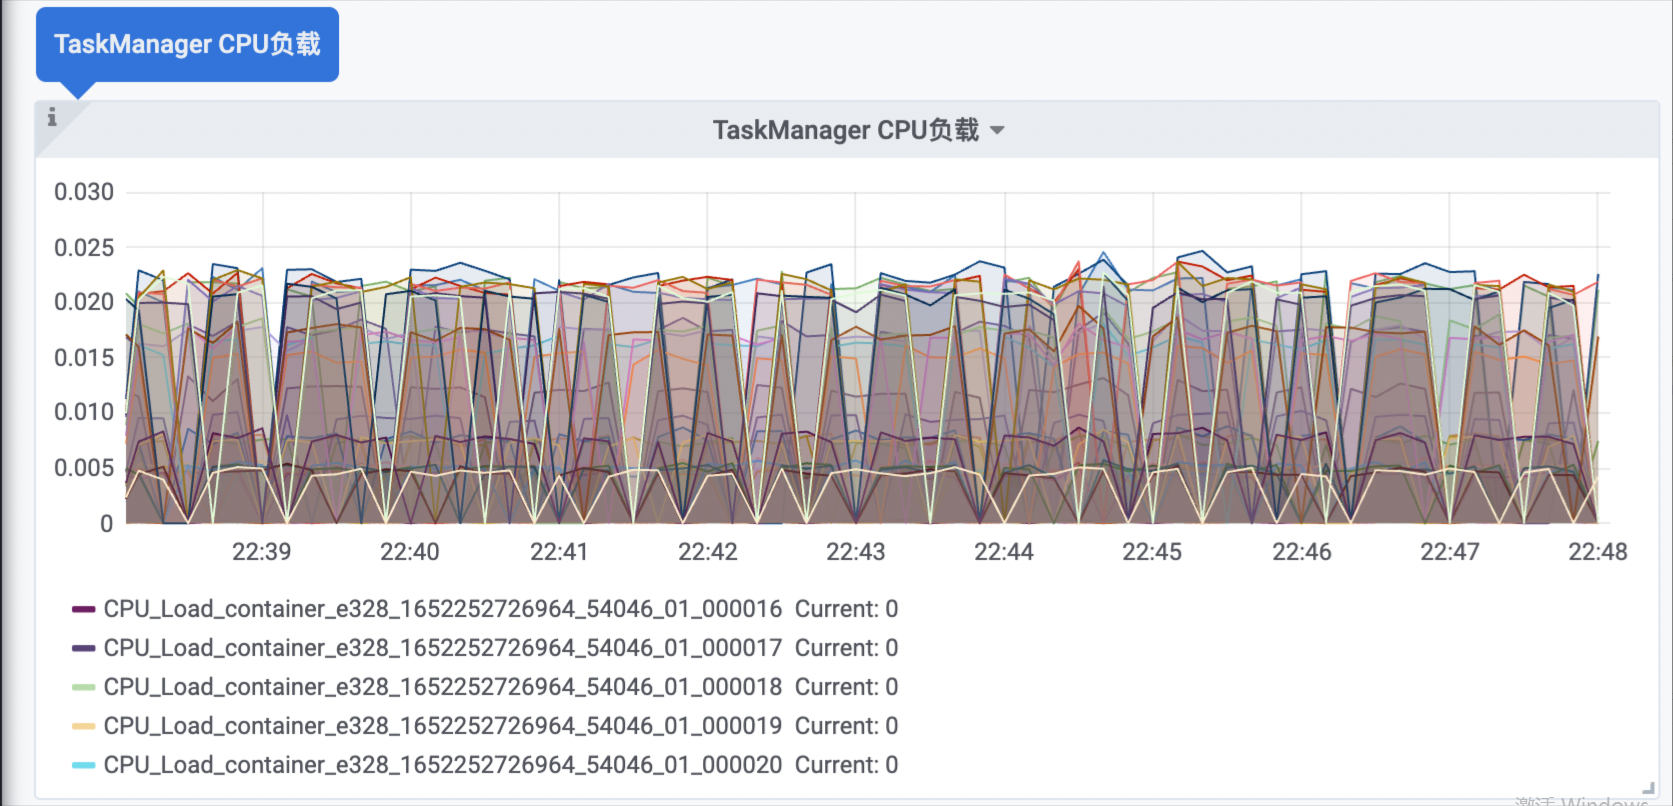 TaskManager CPU负载
i
TaskManager CPU负载
0.030
0.025
0.020
0.015
0.010
0.005
0
22:39 22:40 22:41 22:42 22:43 22:44 22:45 22:46 22:47 22:48
CPU_Load_container_e328_1652252726964_54046_01_000016 Current: 0
CPU_Load_container_e328_1652252726964_54046_01_000017 Current: 0
CPU_Load_container_e328_1652252726964_54046_01_000018 Current: 0
CPU_Load_container_e328_1652252726964_54046_01_000019 Current: 0
CPU_Load_container_e328_1652252726964_54046_01_000020 Current: 0
激活 Windows